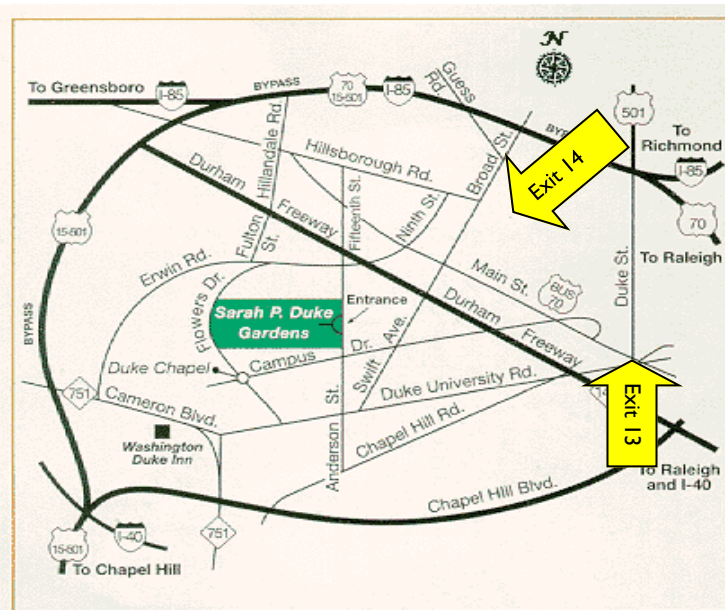 N
To Greensboro
I-85
BYPASS
70
15-501
I-85
Guess
Rd.
501
To
Richmond
I-85
70
To Raleigh
Exit 14
Hillandale Rd.
Hillsborough Rd.
Broad St.
Durham
Freeway
Fifteenth St.
Ninth St.
Fulton
St.
15-501
BYPASS
Erwin Rd.
Flowers Dr.
Main St.
BUS
70
Duke St.
Sarah P. Duke
Gardens
Entrance
Durham
Freeway
Swift Ave.
Campus Dr.
Duke Chapel
Duke University Rd.
751
Cameron Blvd.
Washington
Duke Inn
Anderson St.
Chapel Hill Rd.
Exit 13
To Raleigh
and I-40
Chapel Hill Blvd.
751
I-40
15-501
To Chapel Hill